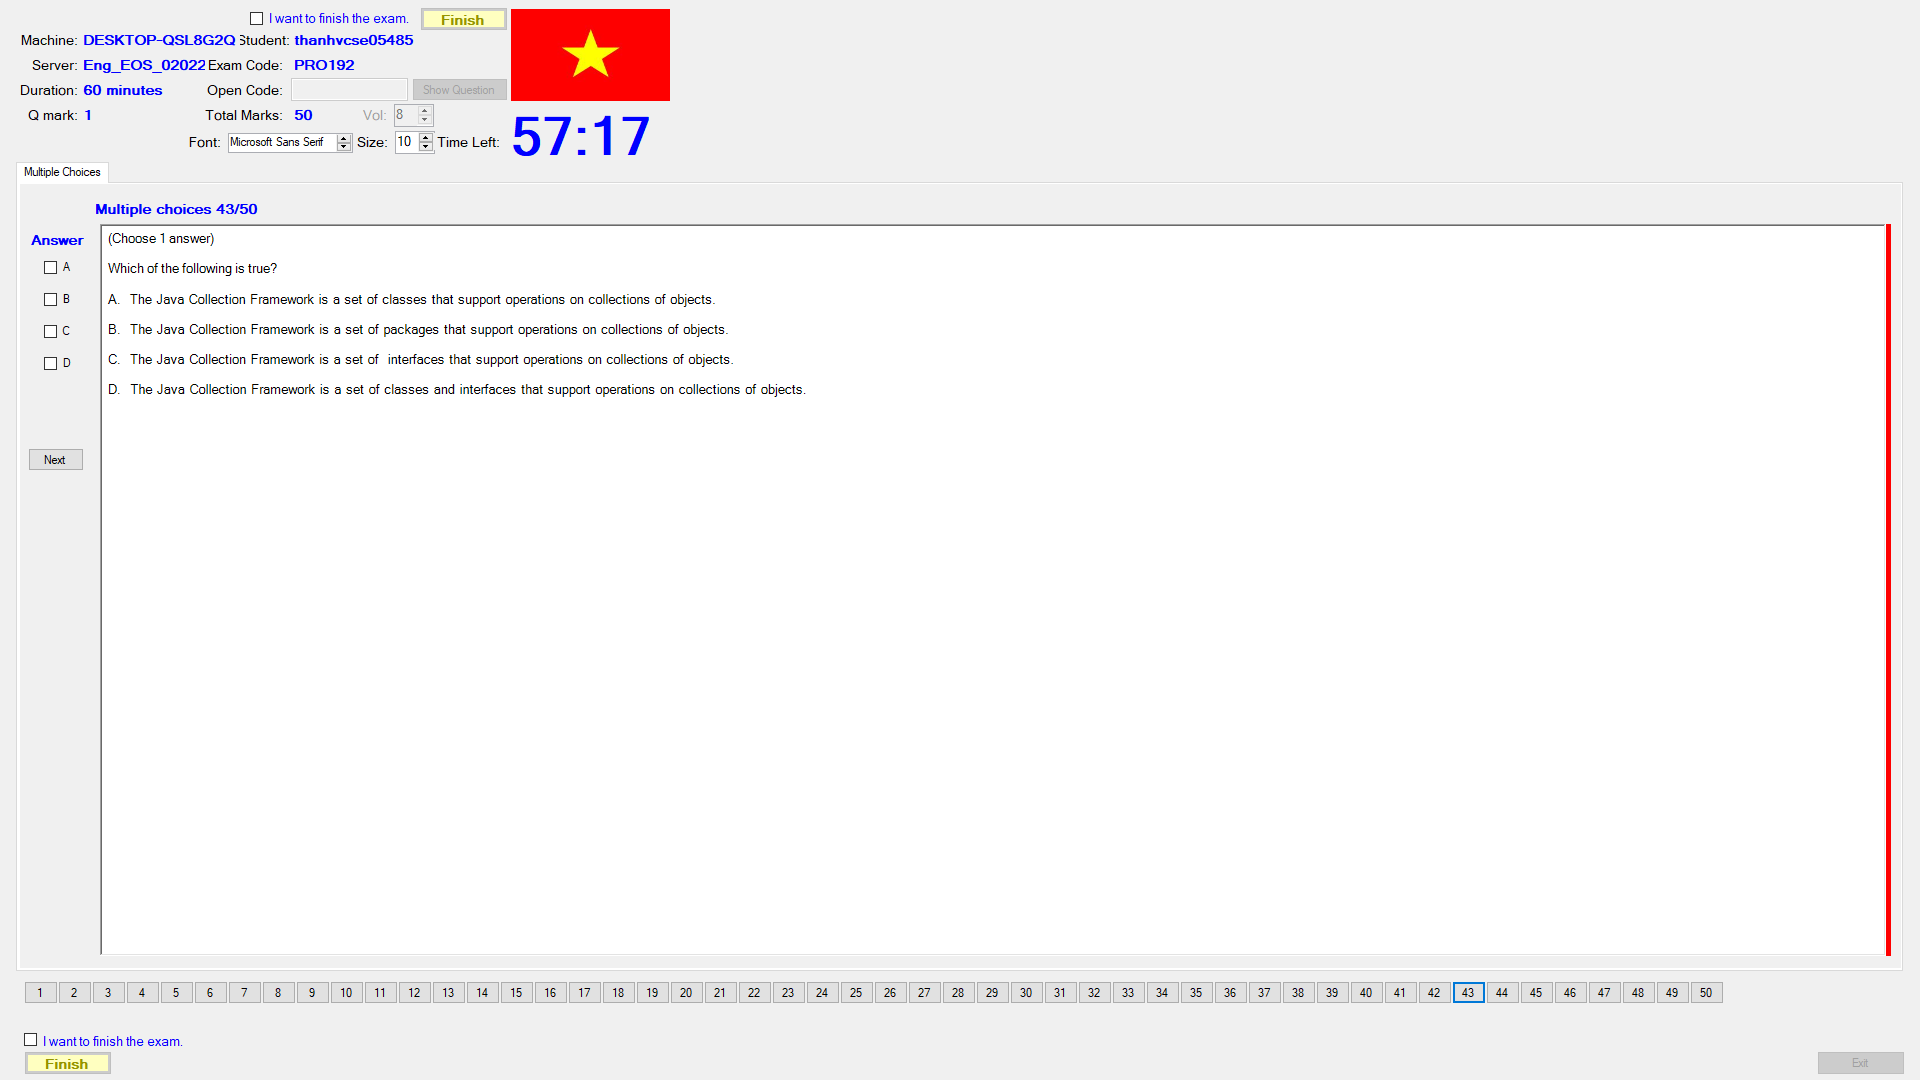 I want to finish the exam.
Finish
Machine: DESKTOP-QSL8G2Q Student: thanhvcse05485
Server: Eng_EOS_02022 Exam Code: PRO192
Duration: 60 minutes Open Code: Show Question
Q mark: 1 Total Marks: 50 Vol: 8
Font: Microsoft Sans Serif Size: 10 Time Left: 57:17
Multiple Choices
Multiple choices 43/50
Answer
A
B
C
D
Next
(Choose 1 answer)
Which of the following is true?
A. The Java Collection Framework is a set of classes that support operations on collections of objects.
B. The Java Collection Framework is a set of packages that support operations on collections of objects.
C. The Java Collection Framework is a set of interfaces that support operations on collections of objects.
D. The Java Collection Framework is a set of classes and interfaces that support operations on collections of objects.
1 2 3 4 5 6 7 8 9 10 11 12 13 14 15 16 17 18 19 20 21 22 23 24 25 26 27 28 29 30 31 32 33 34 35 36 37 38 39 40 41 42 43 44 45 46 47 48 49 50
I want to finish the exam.
Finish
Exit